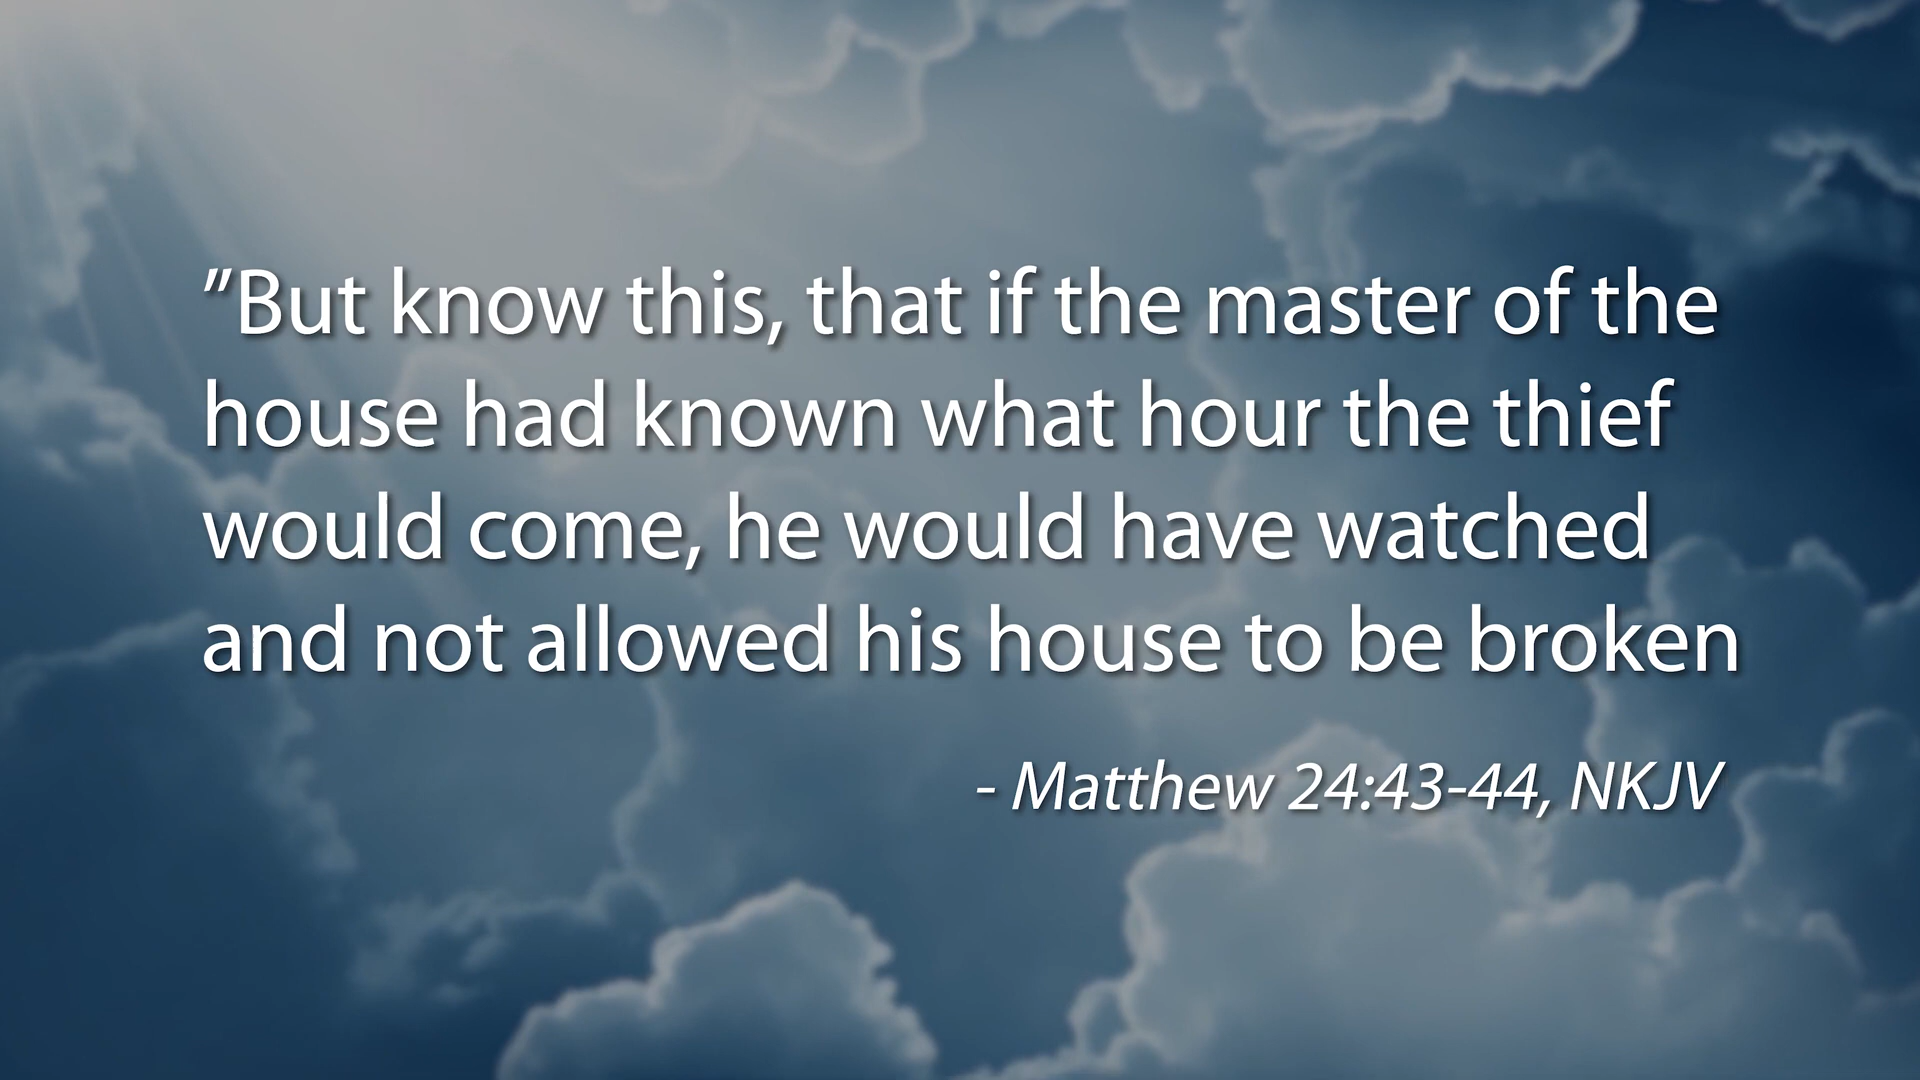 "But know this, that if the master of the
house had known what hour the thief
would come, he would have watched
and not allowed his house to be broken
- Matthew 24:43-44, NKJV